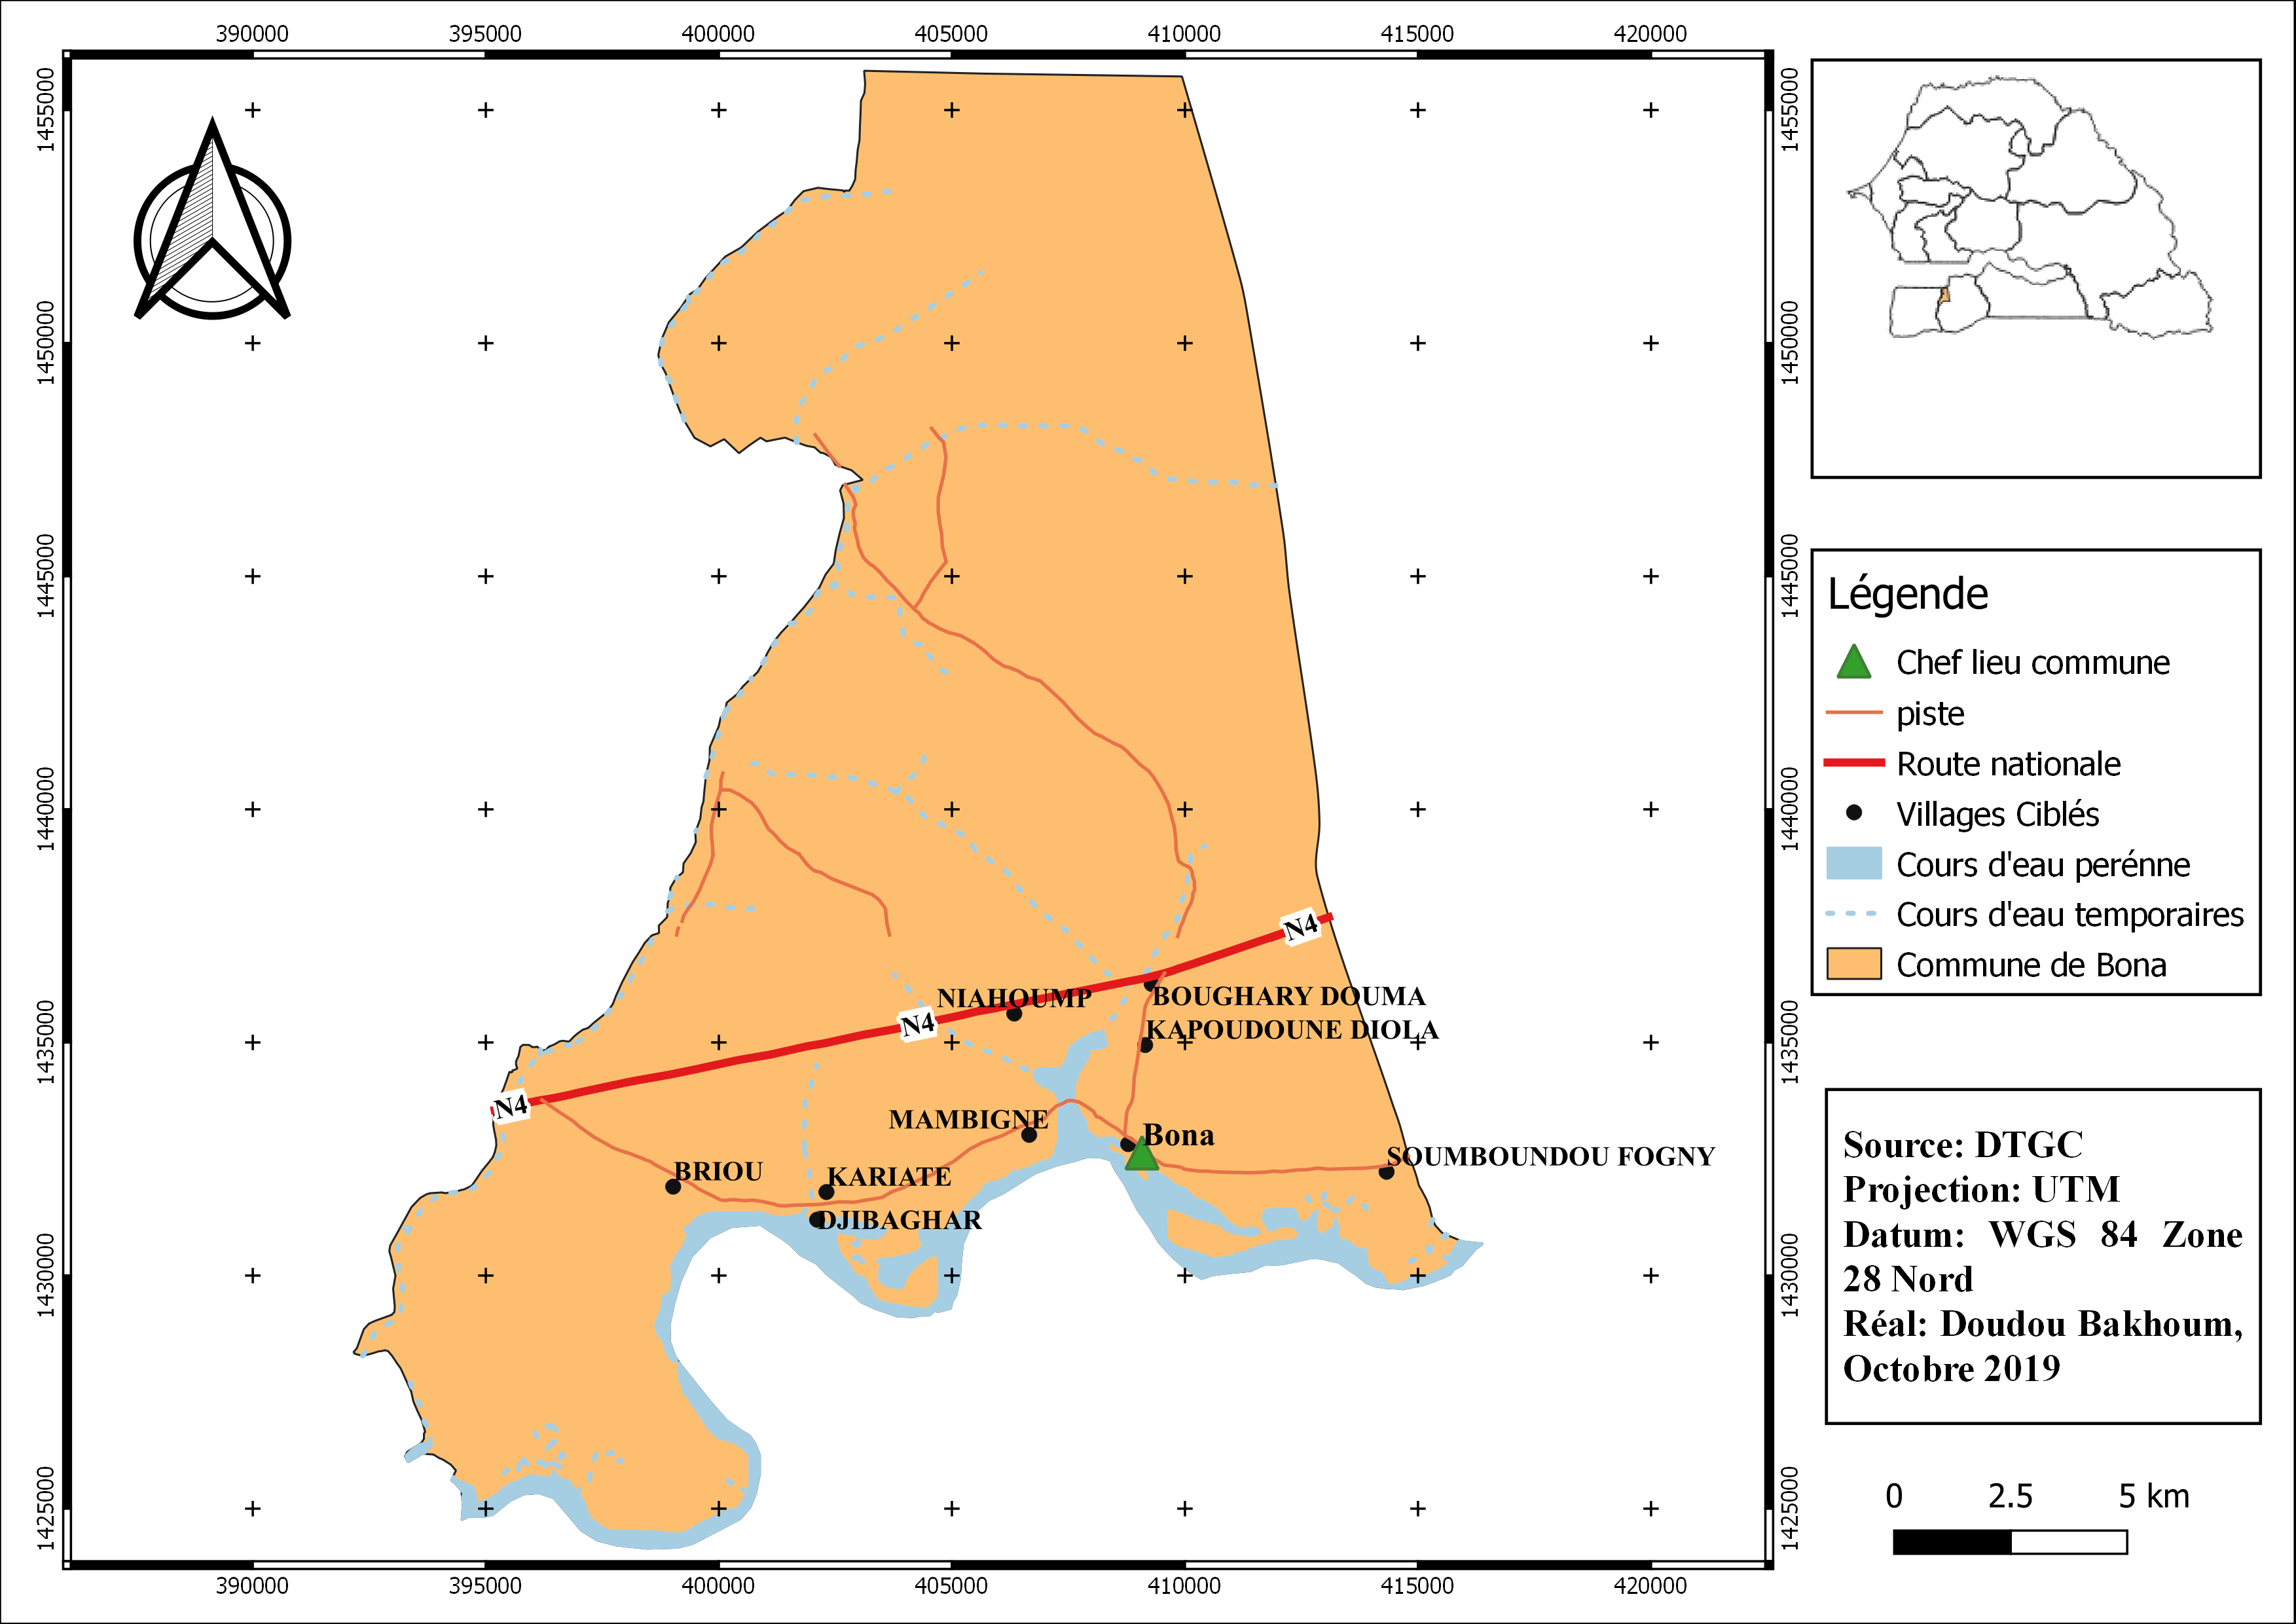 390000 395000 400000 405000 410000 415000 420000
1455000 1455000
1450000 1450000
1445000 1445000
1440000 1440000
1435000 1435000
1430000 1430000
1425000 1425000
N4
NIAHOUMP
BOUGHARY DOUMA
N4
KAPOUDOUNE DIOLA
N4
MAMBIGNE
Bona
SOUMBOUNDOU FOGNY
BRIOU
KARIATE
DJIBAGHAR
390000 395000 400000 405000 410000 415000 420000
Légende
Chef lieu commune
piste
Route nationale
Villages Ciblés
Cours d'eau perénne
Cours d'eau temporaires
Commune de Bona
Source: DTGC
Projection: UTM
Datum: WGS 84 Zone
28 Nord
Réal: Doudou Bakhoum,
Octobre 2019
0 2.5 5 km